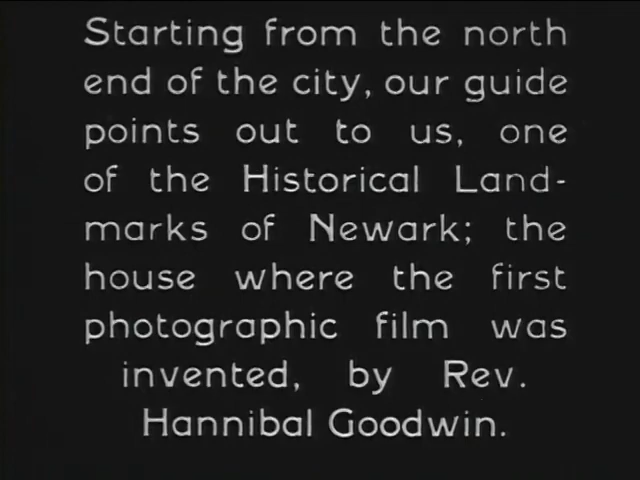 Starting from the north
end of the city, our guide
points out to us, one
of the Historical Land-
marks of Newark; the
house where the first
photographic film was
invented, by Rev.
Hannibal Goodwin.